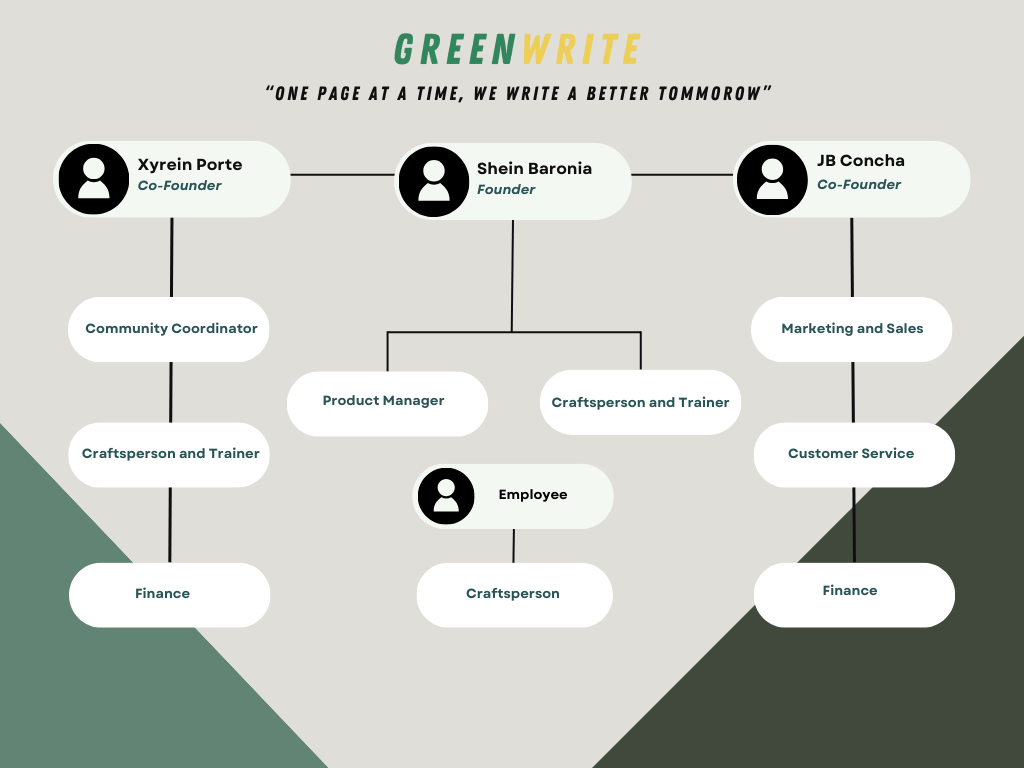 GREENWRITE
“ONE PAGE AT A TIME, WE WRITE A BETTER TOMMOROW”
Xyrein Porte
Co-Founder
Shein Baronia
Founder
JB Concha
Co-Founder
Community Coordinator
Marketing and Sales
Product Manager
Craftsperson and Trainer
Craftsperson and Trainer
Customer Service
Employee
Finance
Craftsperson
Finance